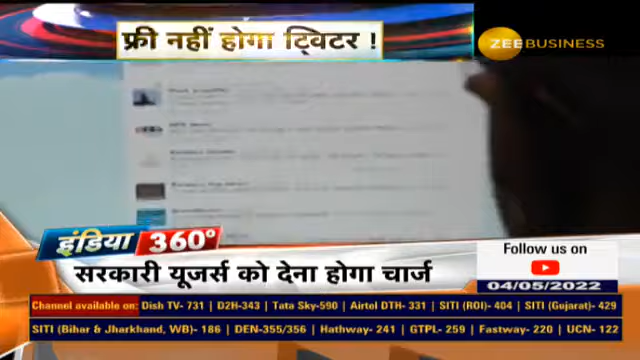 फ्री नहीं होगा ट्विटर !
ZEE BUSINESS
इंडिया 360°
सरकारी यूजर्स को देना होगा चार्ज
Follow us on
04/05/2022
Channel available on: Dish TV- 731 | D2H-343 | Tata Sky-590 | Airtel DTH- 331 | SITI (ROI)- 404 | SITI (Gujarat)- 429
SITI (Bihar & Jharkhand, WB)- 186 | DEN-355/356 | Hathway- 241 | GTPL- 259 | Fastway- 220 | UCN- 122